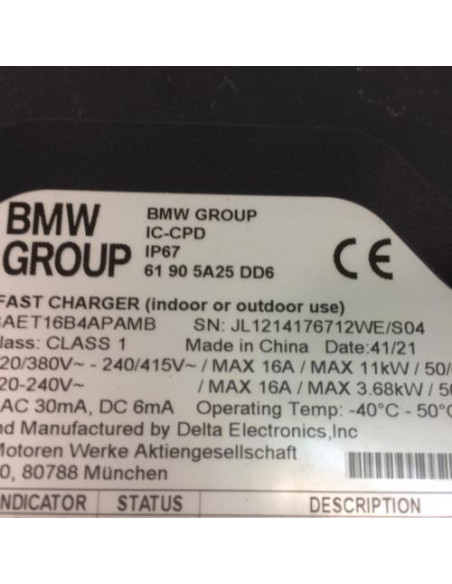 BMW
GROUP
BMW GROUP
IC-CPD
IP67
61 90 5A25 DD6
CE
FAST CHARGER (indoor or outdoor use)
AET16B4APAMB SN: JL1214176712WE/S04
lass: CLASS 1 Made in China Date:41/21
20/380V~ - 240/415V~ / MAX 16A / MAX 11kW / 50/
20-240V~ / MAX 16A / MAX 3.68kW / 50
AC 30mA, DC 6mA Operating Temp: -40°C - 50°C
nd Manufactured by Delta Electronics,Inc
Motoren Werke Aktiengesellschaft
0, 80788 München
INDICATOR STATUS DESCRIPTION